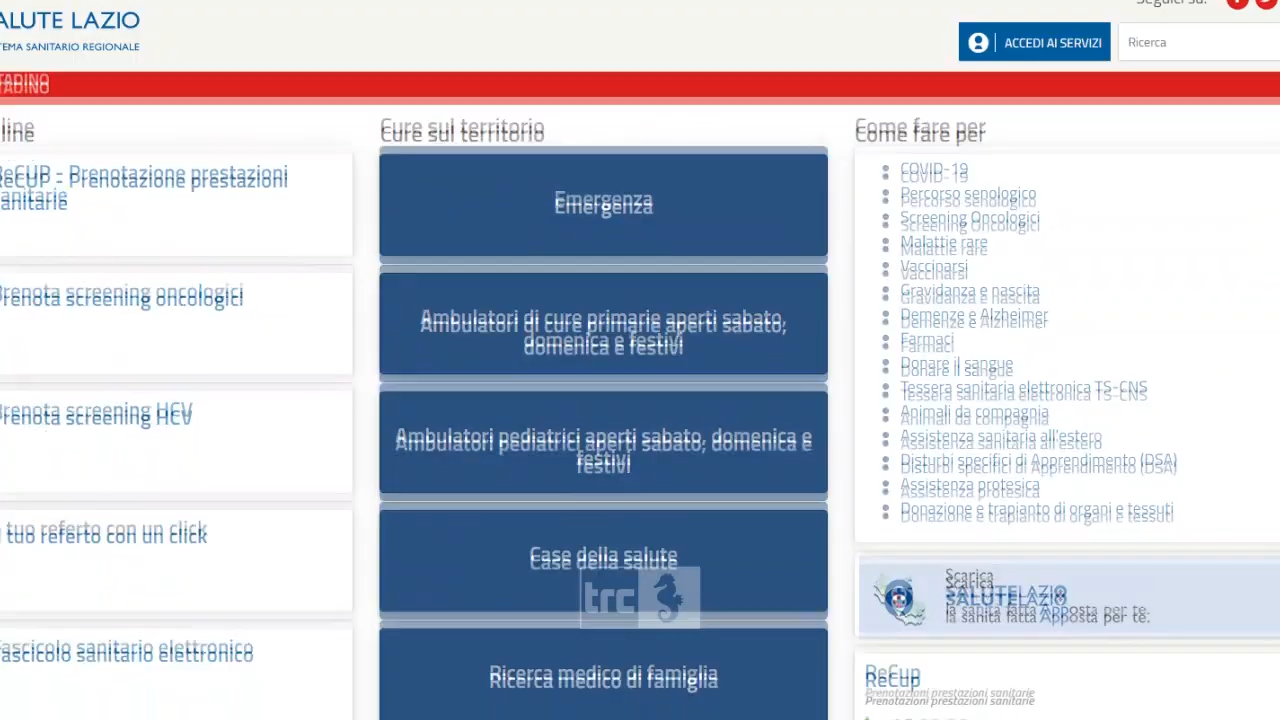 ALUTE LAZIO
TEMA SANITARIO REGIONALE
Seguici su:
ACCEDI AI SERVIZI
Ricerca
TADINO
line
ReCUP - Prenotazione prestazioni
sanitarie
Prenota screening oncologici
Prenota screening HCV
l tuo referto con un click
Fascicolo sanitario elettronico
Cure sul territorio
Emergenza
Ambulatori di cure primarie aperti sabato,
domenica e festivi
Ambulatori pediatrici aperti sabato, domenica e
festivi
Case della salute
trc
Ricerca medico di famiglia
Come fare per
COVID-19
Percorso senologico
Screening Oncologici
Malattie rare
Vaccinarsi
Gravidanza e nascita
Demenze e Alzheimer
Farmaci
Donare il sangue
Tessera sanitaria elettronica TS-CNS
Animali da compagnia
Assistenza sanitaria all'estero
Disturbi specifici di Apprendimento (DSA)
Assistenza protesica
Donazione e trapianto di organi e tessuti
Scarica
SALUTELAZIO
la sanità fatta Apposta per te.
ReCup
Prenotazioni prestazioni sanitarie